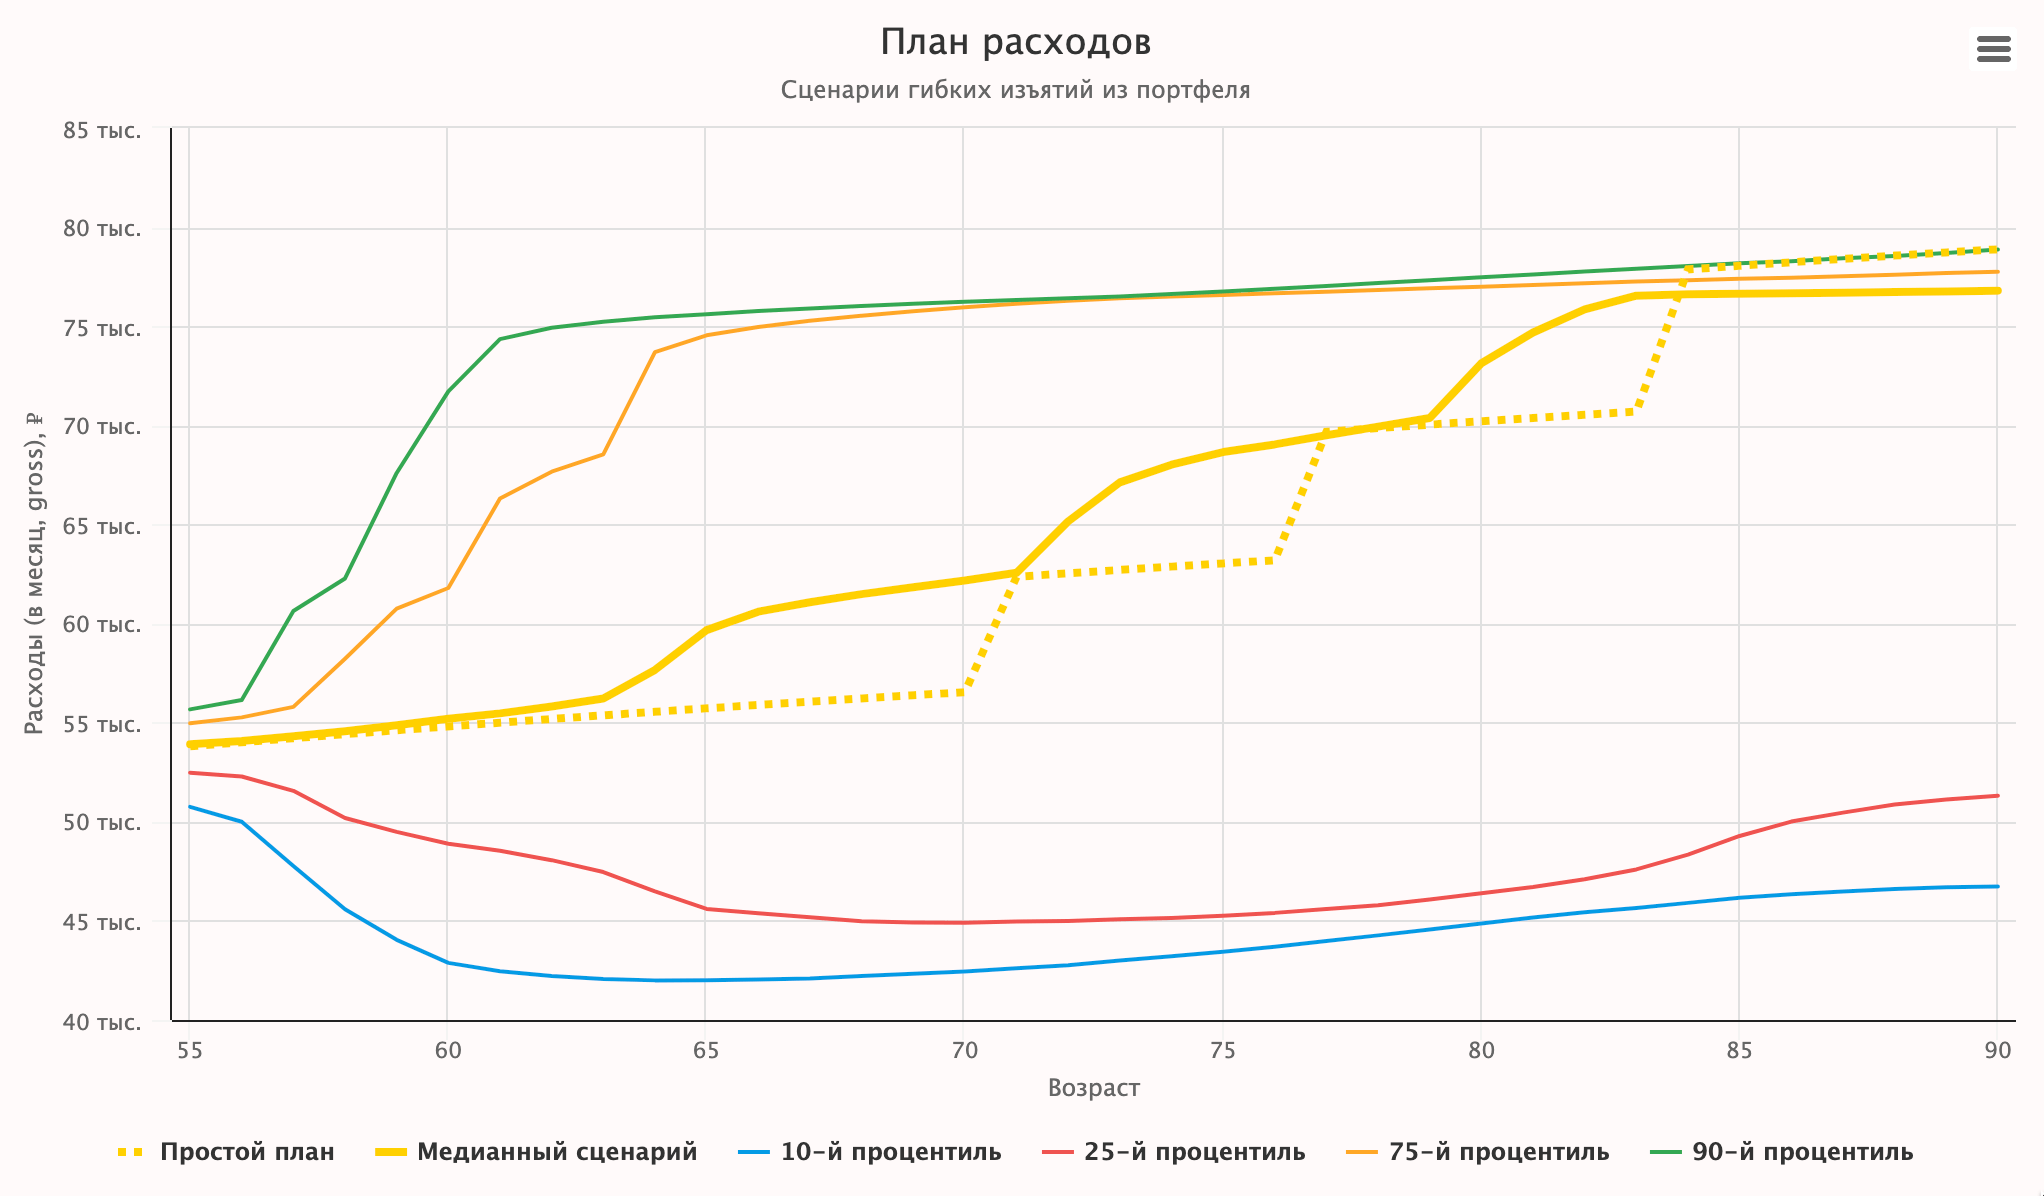 План расходов
Сценарии гибких изъятий из портфеля
85 тыс.
80 тыс.
75 тыс.
70 тыс.
65 тыс.
60 тыс.
55 тыс.
50 тыс.
45 тыс.
40 тыс.
Расходы (в месяц, gross), ₽
55 60 65 70 75 80 85 90
Возраст
Простой план Медианный сценарий 10-й процентиль 25-й процентиль 75-й процентиль 90-й процентиль